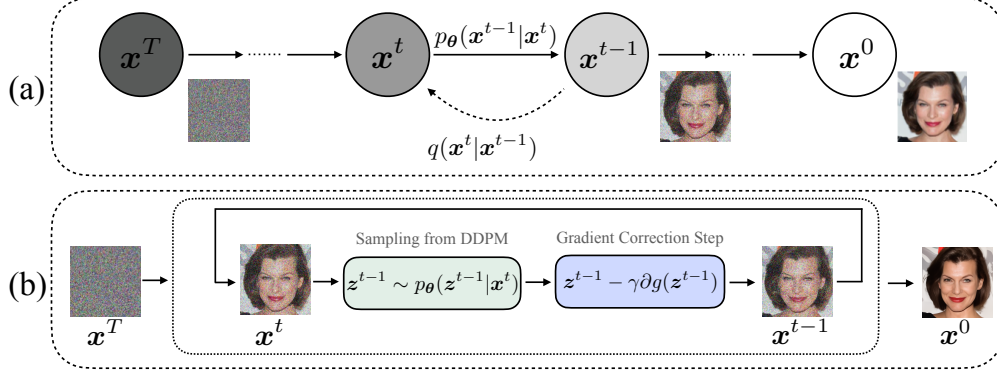 (a)
𝒙^T ...... 𝒙^t p_𝜽(𝒙^{t−1}|𝒙^t) 𝒙^{t−1} ...... 𝒙^0
q(𝒙^t|𝒙^{t−1})
(b)
Sampling from DDPM
Gradient Correction Step
𝒛^{t−1} ∼ p_𝜽(𝒛^{t−1}|𝒙^t)
𝒛^{t−1} − γ∂g(𝒛^{t−1})
𝒙^T 𝒙^t 𝒙^{t−1} 𝒙^0